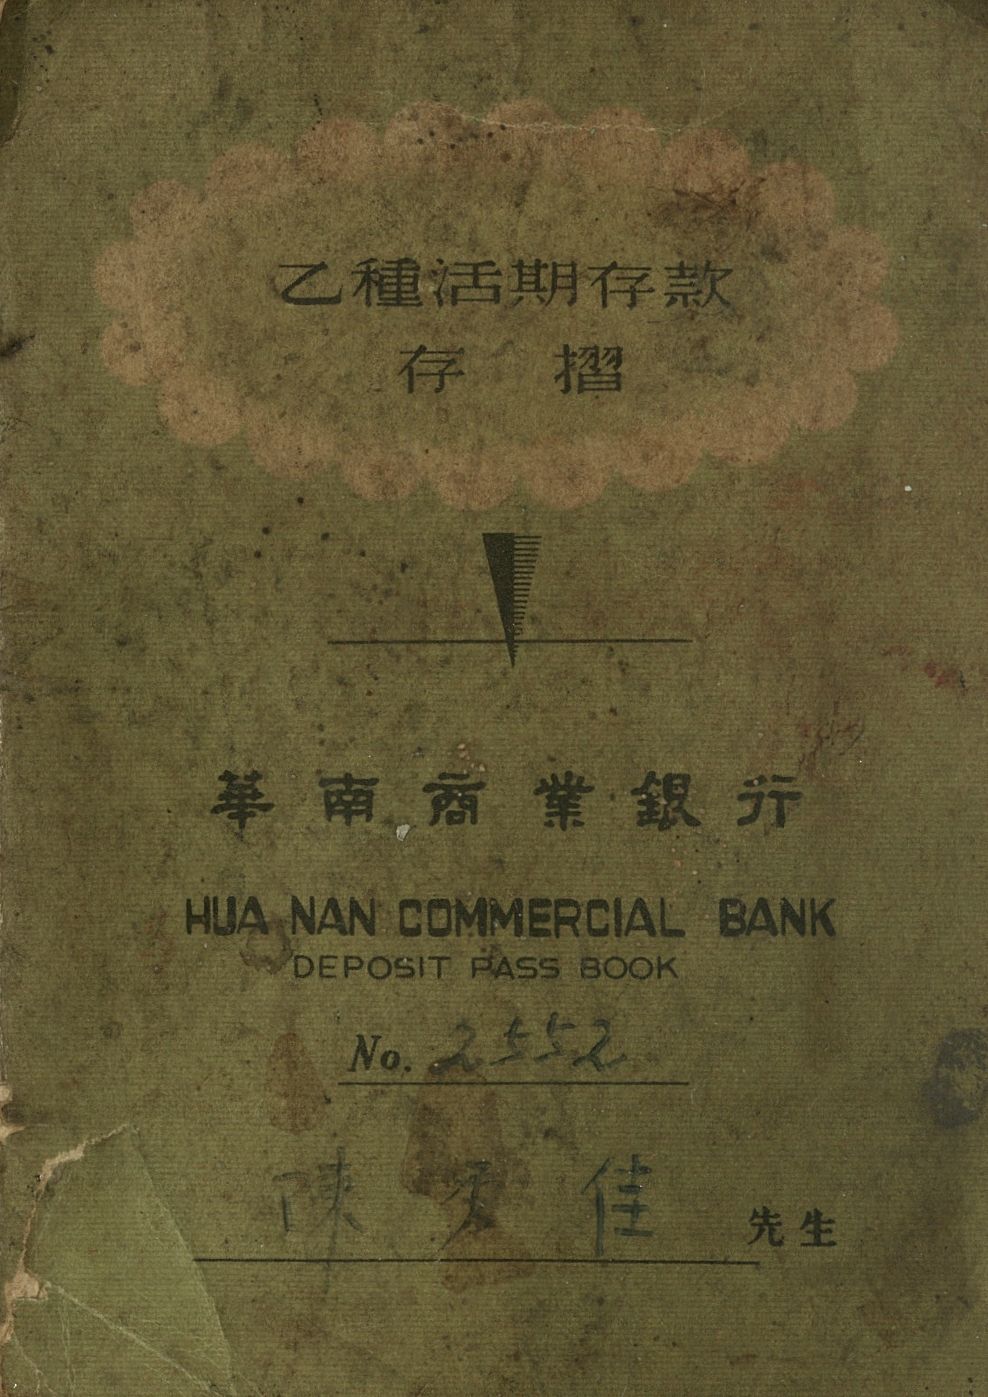 乙種活期存款
存摺
華南商業銀行
HUA NAN COMMERCIAL BANK
DEPOSIT PASS BOOK
No. 2552
陳天佳 先生